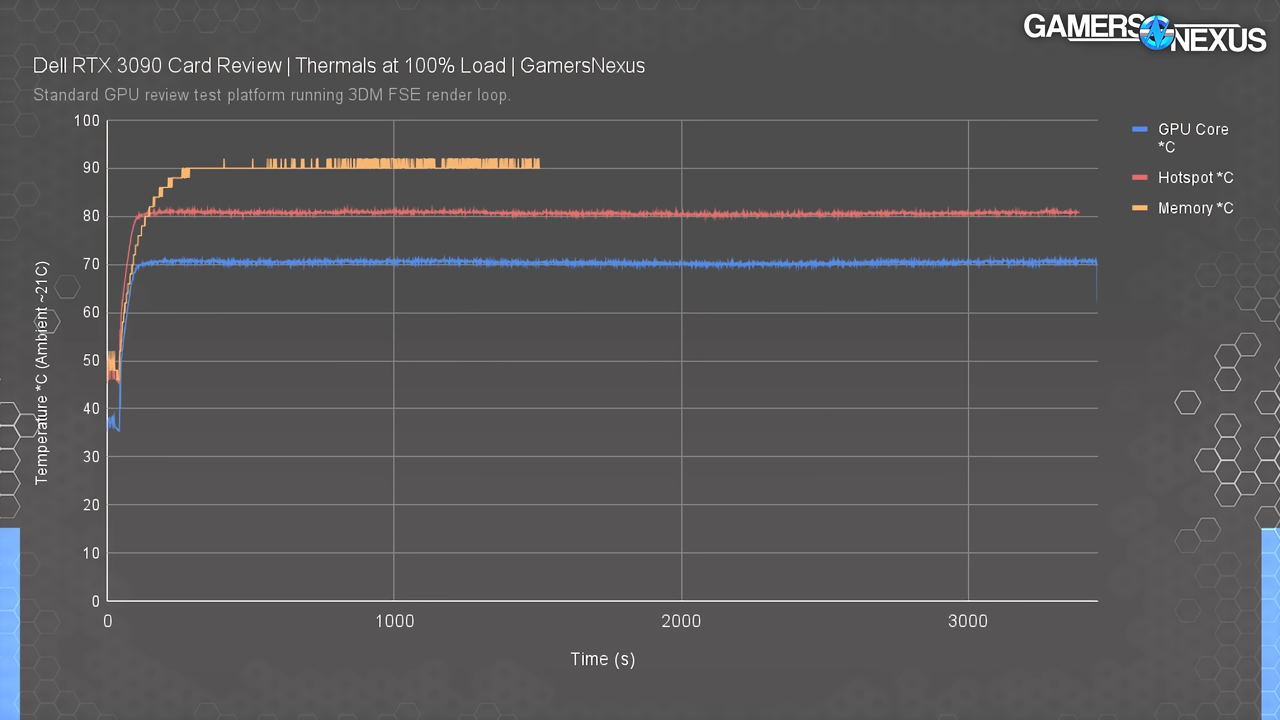 GAMERS NEXUS
Dell RTX 3090 Card Review | Thermals at 100% Load | GamersNexus
Standard GPU review test platform running 3DM FSE render loop.
100
90
80
70
60
50
40
30
20
10
0
Temperature *C (Ambient ~21C)
0
1000
2000
3000
Time (s)
GPU Core
*C
Hotspot *C
Memory *C